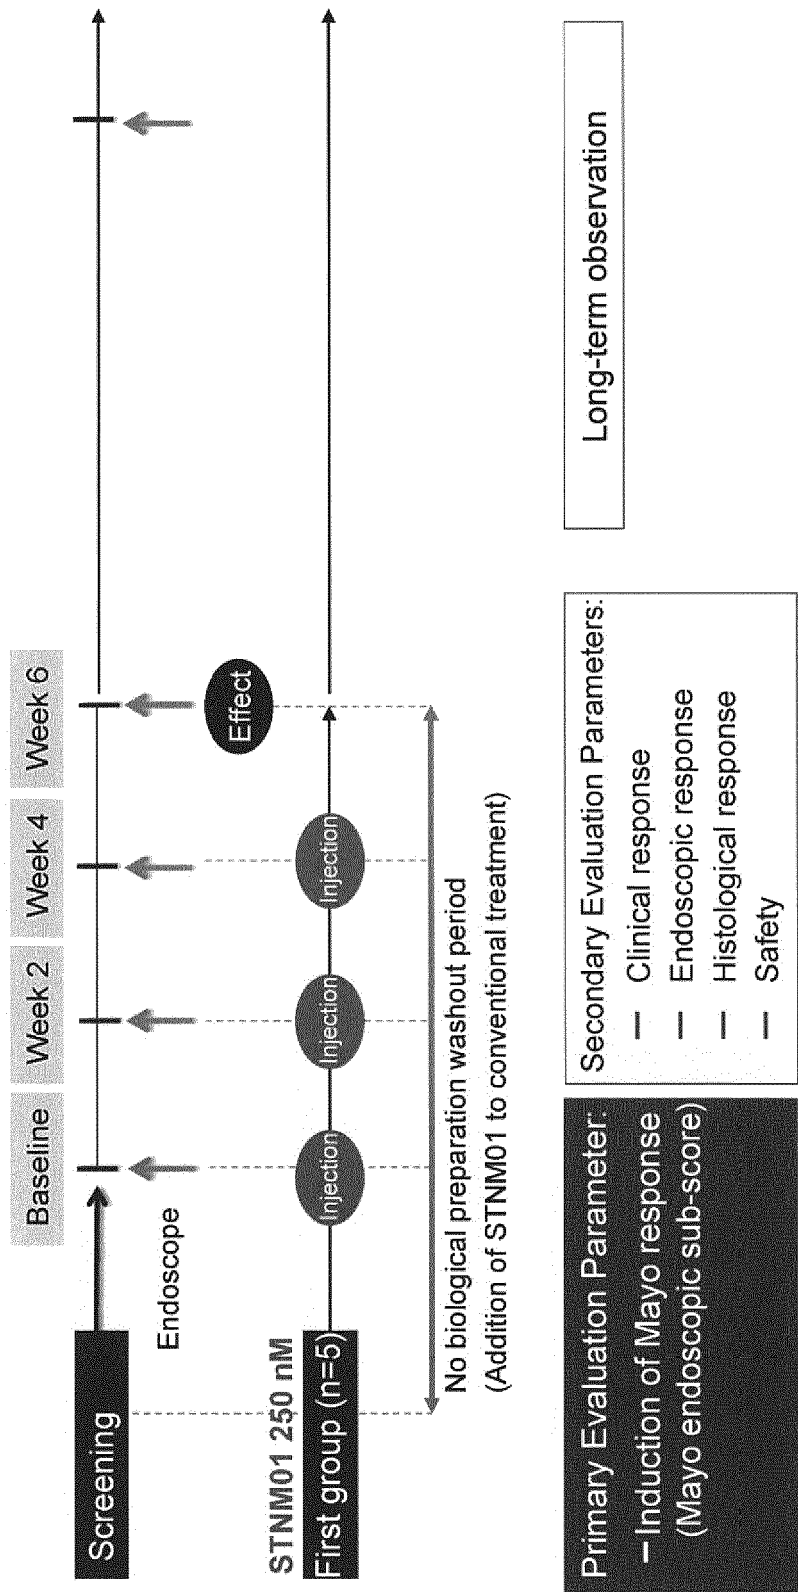 Baseline
Week 2
Week 4
Week 6
Screening
Endoscope
Effect
STNM01 250 nM
First group (n=5)
Injection
Injection
Injection
No biological preparation washout period
(Addition of STNM01 to conventional treatment)
Primary Evaluation Parameter:
– Induction of Mayo response
(Mayo endoscopic sub-score)
Secondary Evaluation Parameters:
– Clinical response
– Endoscopic response
– Histological response
– Safety
Long-term observation